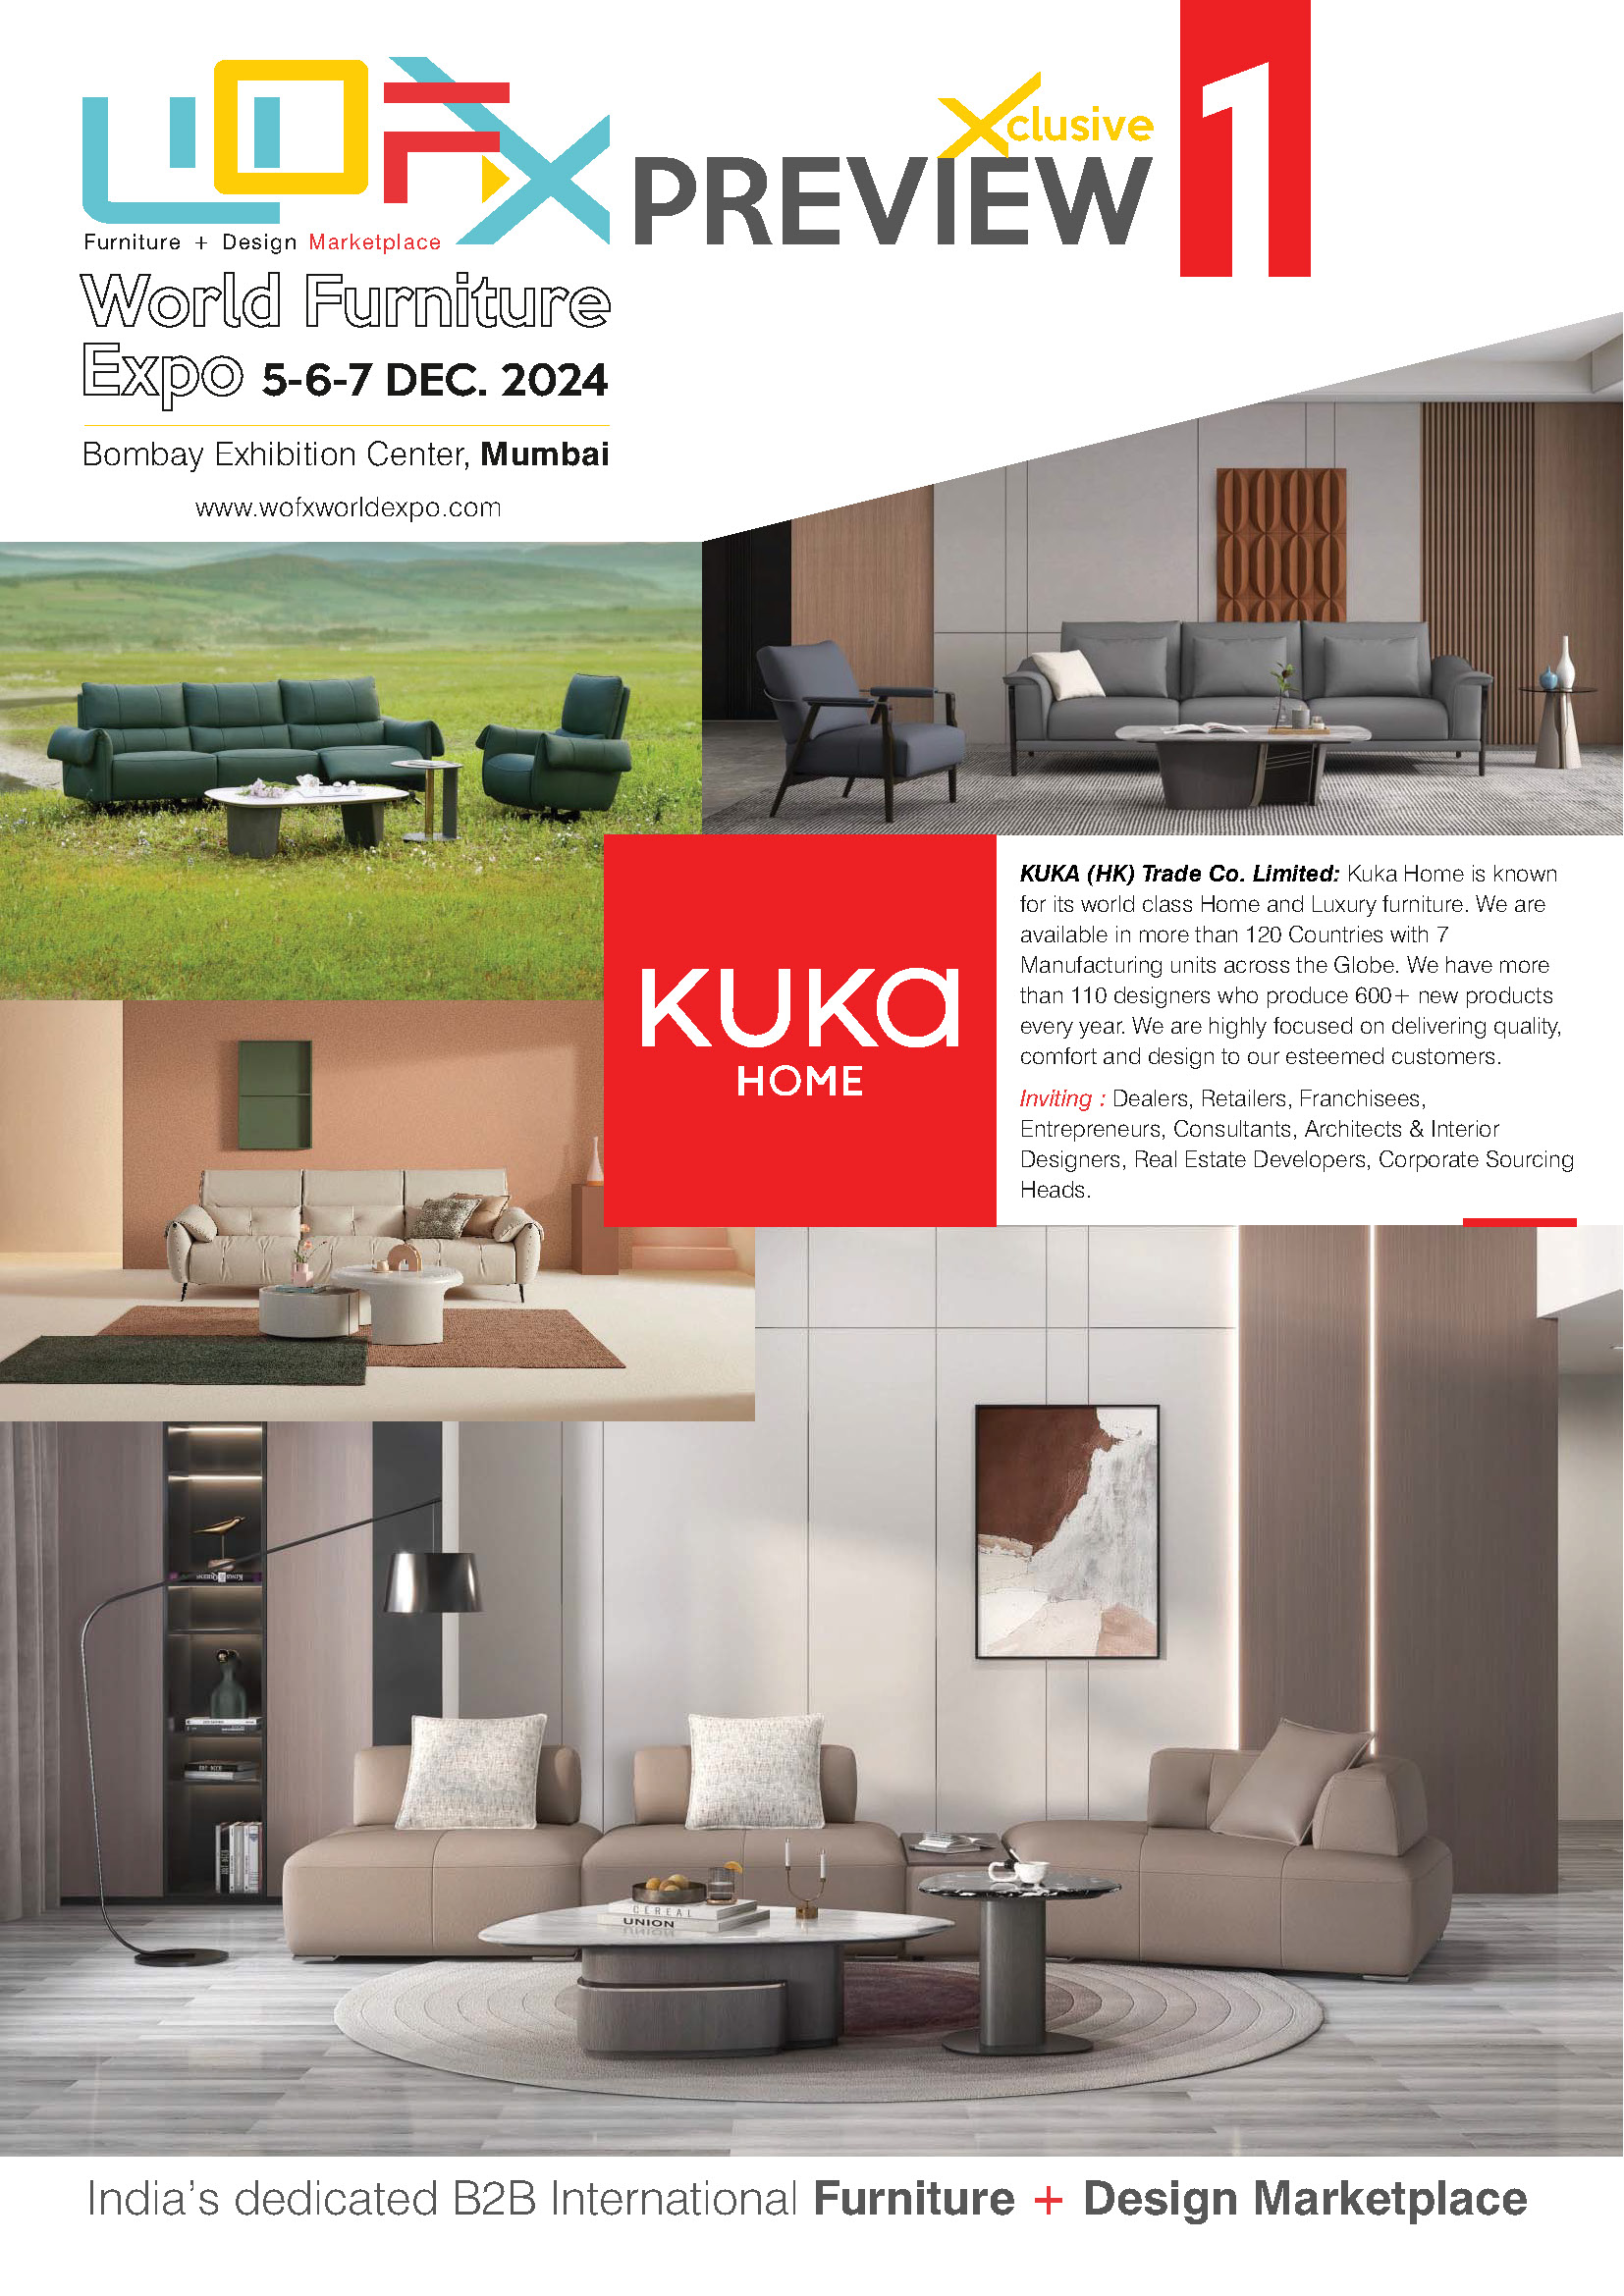 WOFX
Furniture + Design Marketplace
World Furniture
Expo 5-6-7 DEC. 2024
Bombay Exhibition Center, Mumbai
www.wofxworldexpo.com
Xclusive
PREVIEW
1
KUKA
HOME
KUKA (HK) Trade Co. Limited: Kuka Home is known
for its world class Home and Luxury furniture. We are
available in more than 120 Countries with 7
Manufacturing units across the Globe. We have more
than 110 designers who produce 600+ new products
every year. We are highly focused on delivering quality,
comfort and design to our esteemed customers.
Inviting : Dealers, Retailers, Franchisees,
Entrepreneurs, Consultants, Architects & Interior
Designers, Real Estate Developers, Corporate Sourcing
Heads.
CEREAL
UNION
India's dedicated B2B International Furniture + Design Marketplace